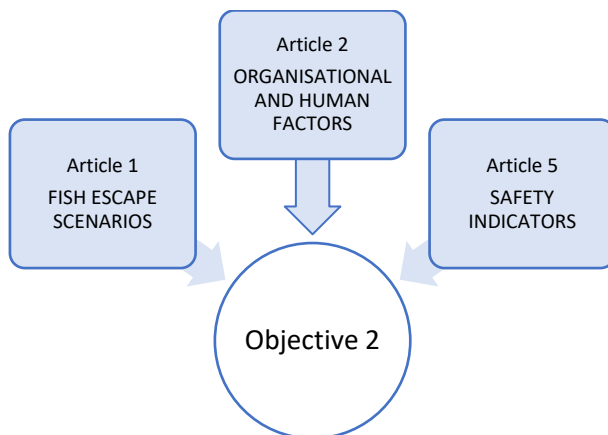 Article 2
ORGANISATIONAL
AND HUMAN
FACTORS
Article 1
FISH ESCAPE
SCENARIOS
Article 5
SAFETY
INDICATORS
Objective 2